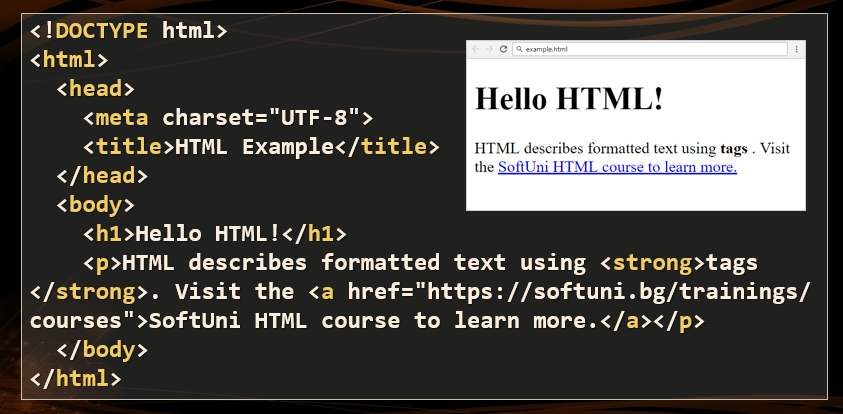 <!DOCTYPE html>
<html>
  <head>
    <meta charset="UTF-8">
    <title>HTML Example</title>
  </head>
  <body>
    <h1>Hello HTML!</h1>
    <p>HTML describes formatted text using <strong>tags
</strong>. Visit the <a href="https://softuni.bg/trainings/
courses">SoftUni HTML course to learn more.</a></p>
  </body>
</html>
example.html
Hello HTML!
HTML describes formatted text using tags . Visit
the SoftUni HTML course to learn more.